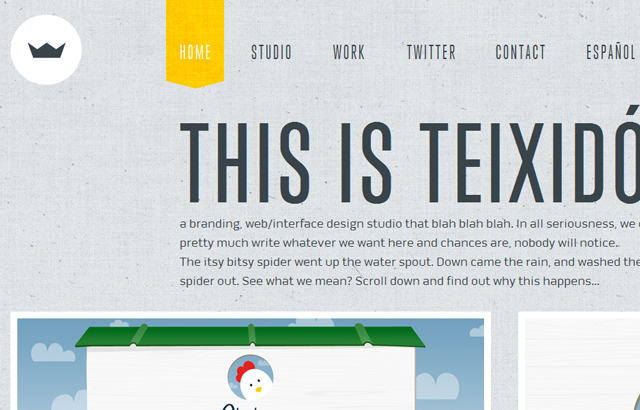 HOME STUDIO WORK TWITTER CONTACT ESPAÑOL
THIS IS TEIXIDÓ
a branding, web/interface design studio that blah blah blah. In all seriousness, we
pretty much write whatever we want here and chances are, nobody will notice..
The itsy bitsy spider went up the water spout. Down came the rain, and washed the
spider out. See what we mean? Scroll down and find out why this happens...